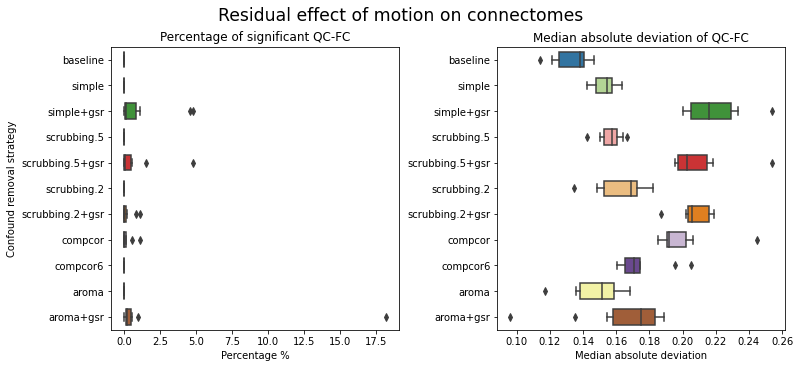 Residual effect of motion on connectomes
Percentage of significant QC-FC
Confound removal strategy
baseline
simple
simple+gsr
scrubbing.5
scrubbing.5+gsr
scrubbing.2
scrubbing.2+gsr
compcor
compcor6
aroma
aroma+gsr
0.0 2.5 5.0 7.5 10.0 12.5 15.0 17.5
Percentage %
Median absolute deviation of QC-FC
baseline
simple
simple+gsr
scrubbing.5
scrubbing.5+gsr
scrubbing.2
scrubbing.2+gsr
compcor
compcor6
aroma
aroma+gsr
0.10 0.12 0.14 0.16 0.18 0.20 0.22 0.24 0.26
Median absolute deviation